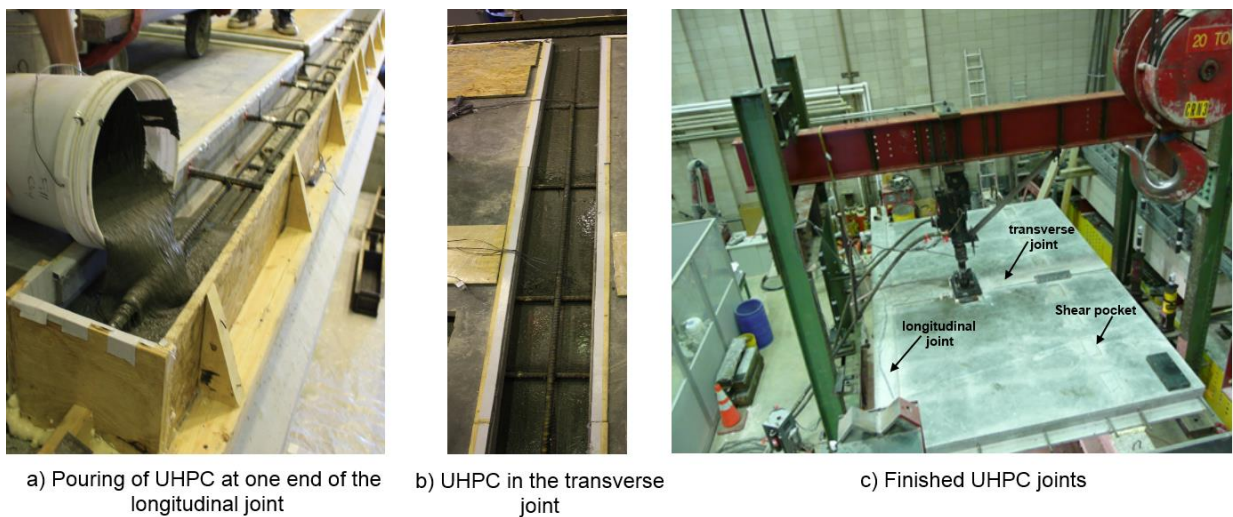 20 TON
CRNS
transverse
joint
longitudinal
joint
Shear pocket
a) Pouring of UHPC at one end of the
longitudinal joint
b) UHPC in the transverse
joint
c) Finished UHPC joints